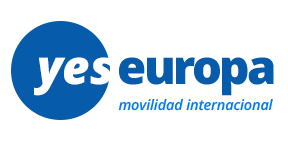 yes europa
movilidad internacional